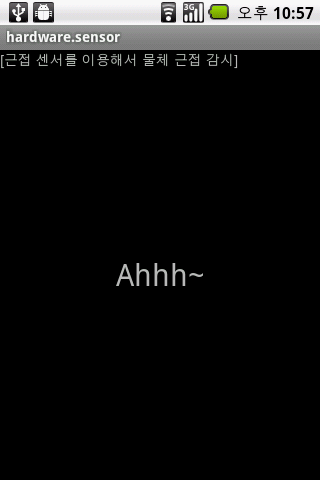 3G 오후 10:57
hardware.sensor
[근접 센서를 이용해서 물체 근접 감시]
Ahhh~